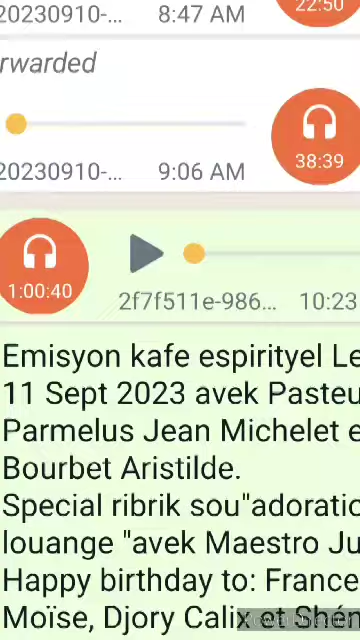 22:50
20230910-... 8:47 AM
rwarded
38:39
20230910-... 9:06 AM
1:00:40
2f7f511e-986... 10:23
Emisyon kafe espirityel Le
11 Sept 2023 avek Pasteu
Parmelus Jean Michelet e
Bourbet Aristilde.
Special ribrik sou"adoratio
louange "avek Maestro Ju
Happy birthday to: France
Moïse, Djory Calix et Shén